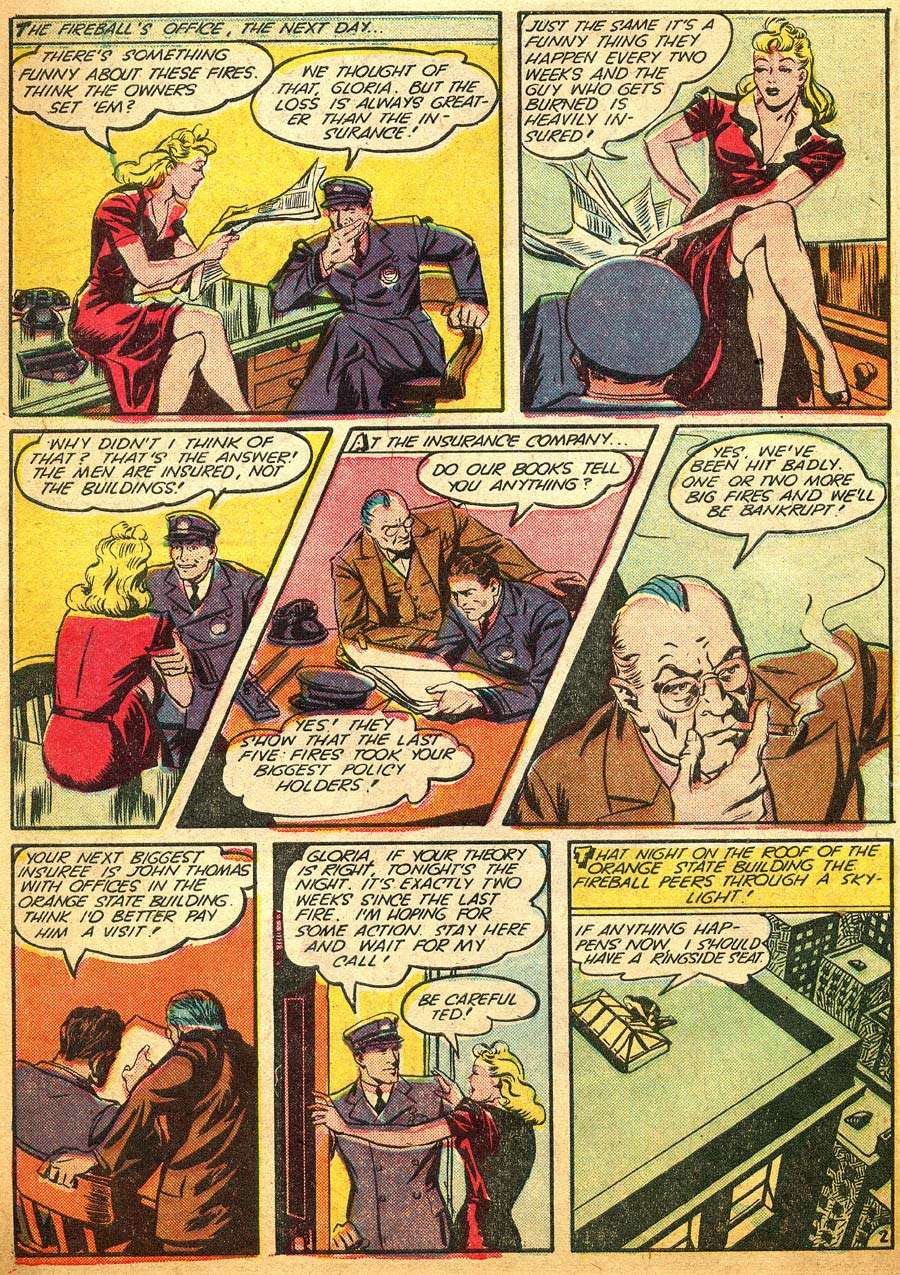 THE FIREBALL'S OFFICE, THE NEXT DAY...
THERE'S SOMETHING
FUNNY ABOUT THESE FIRES.
THINK THE OWNERS
SET 'EM?
WE THOUGHT OF
THAT, GLORIA. BUT THE
LOSS IS ALWAYS GREAT-
ER THAN THE IN-
SURANCE!
JUST THE SAME IT'S A
FUNNY THING THEY
HAPPEN EVERY TWO
WEEKS AND THE
GUY WHO GETS
BURNED IS
HEAVILY IN-
SURED!
WHY DIDN'T I THINK OF
THAT? THAT'S THE ANSWER!
THE MEN ARE INSURED, NOT
THE BUILDINGS!
AT THE INSURANCE COMPANY...
DO OUR BOOKS TELL
YOU ANYTHING?
YES! THEY
SHOW THAT THE LAST
FIVE FIRES TOOK YOUR
BIGGEST POLICY
HOLDERS!
YES. WE'VE
BEEN HIT BADLY.
ONE OR TWO MORE
BIG FIRES AND WE'LL
BE BANKRUPT!
YOUR NEXT BIGGEST
INSUREE IS JOHN THOMAS
WITH OFFICES IN THE
ORANGE STATE BUILDING.
THINK I'D BETTER PAY
HIM A VISIT!
GLORIA, IF YOUR THEORY
IS RIGHT, TONIGHT'S THE
NIGHT. IT'S EXACTLY TWO
WEEKS SINCE THE LAST
FIRE. I'M HOPING FOR
SOME ACTION. STAY HERE
AND WAIT FOR MY
CALL!
BE CAREFUL
TED!
THAT NIGHT ON THE ROOF OF THE
ORANGE STATE BUILDING THE
FIREBALL PEERS THROUGH A SKY-
LIGHT!
IF ANYTHING HAP-
PENS NOW, I SHOULD
HAVE A RINGSIDE SEAT.
2